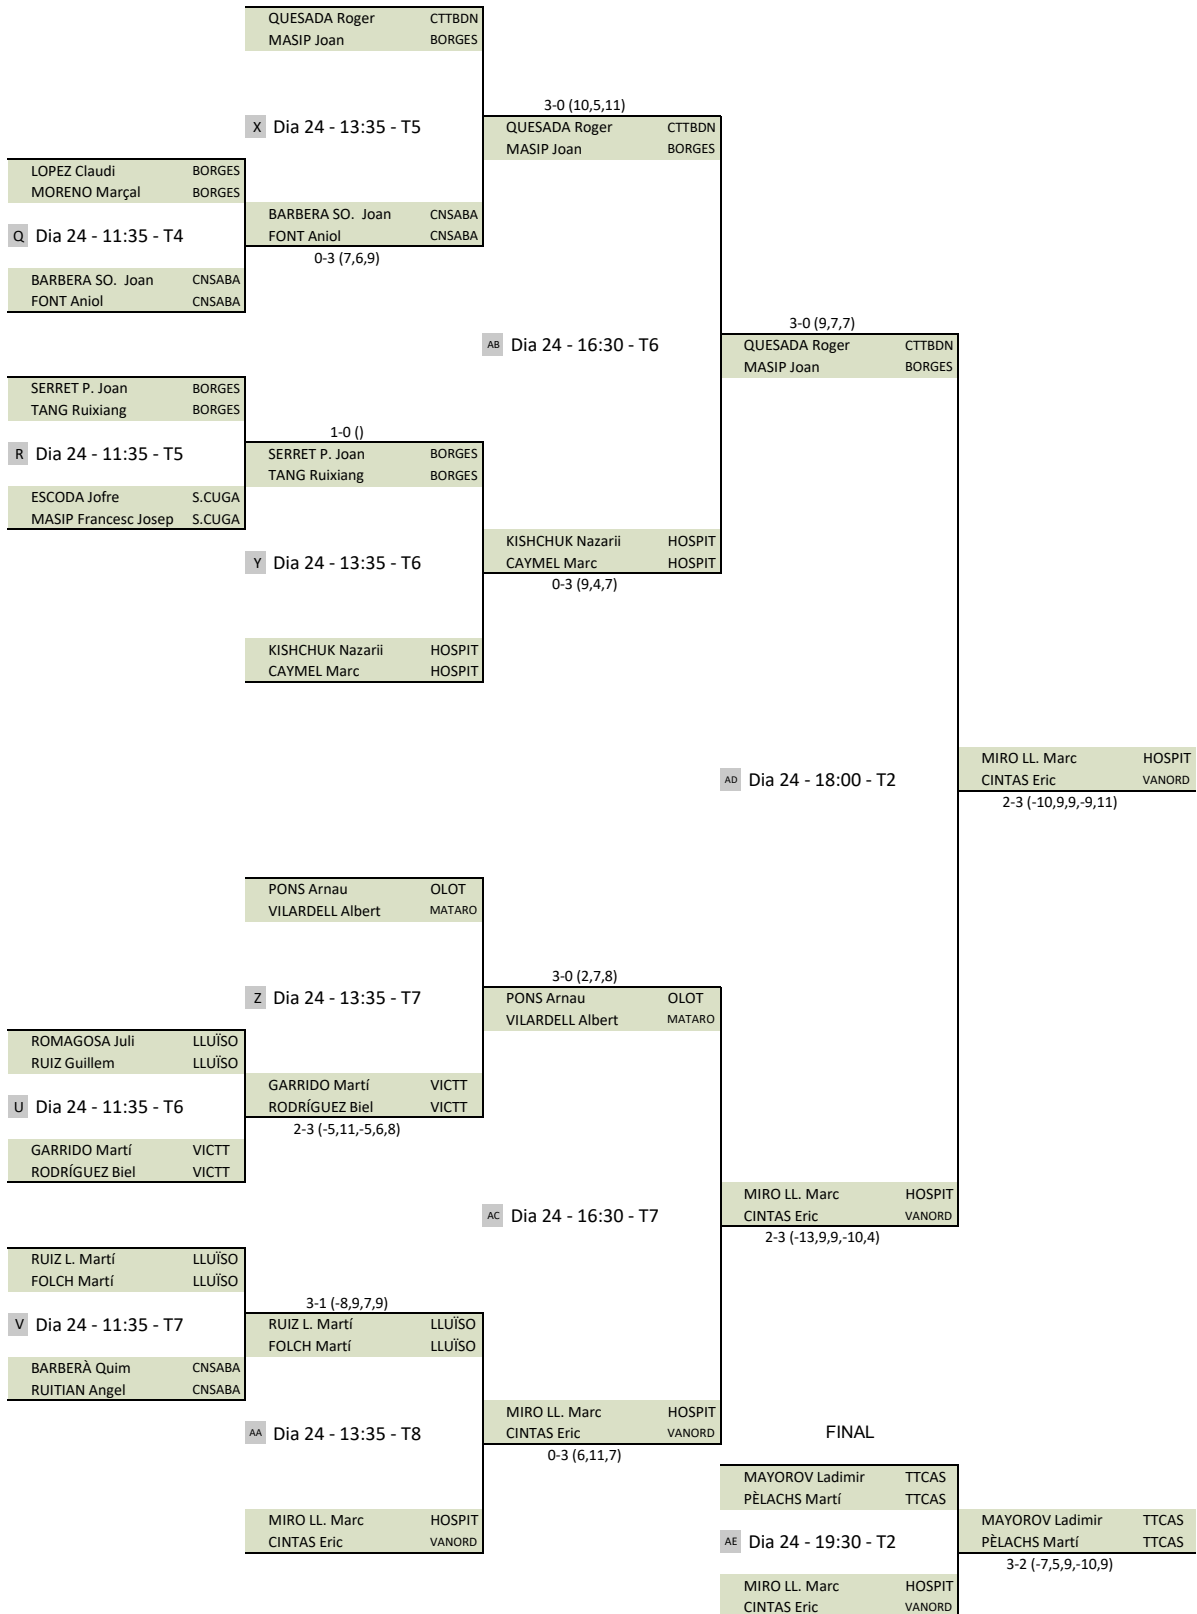 QUESADA Roger CTTBDN
MASIP Joan BORGES
3-0 (10,5,11)
X Dia 24 - 13:35 - T5
QUESADA Roger CTTBDN
MASIP Joan BORGES
LOPEZ Claudi BORGES
MORENO Marçal BORGES
BARBERA SO. Joan CNSABA
Q Dia 24 - 11:35 - T4
FONT Aniol CNSABA
0-3 (7,6,9)
BARBERA SO. Joan CNSABA
FONT Aniol CNSABA
3-0 (9,7,7)
AB Dia 24 - 16:30 - T6
QUESADA Roger CTTBDN
MASIP Joan BORGES
SERRET P. Joan BORGES
TANG Ruixiang BORGES
1-0 ()
R Dia 24 - 11:35 - T5
SERRET P. Joan BORGES
TANG Ruixiang BORGES
ESCODA Jofre S.CUGA
MASIP Francesc Josep S.CUGA
KISHCHUK Nazarii HOSPIT
Y Dia 24 - 13:35 - T6
CAYMEL Marc HOSPIT
0-3 (9,4,7)
KISHCHUK Nazarii HOSPIT
CAYMEL Marc HOSPIT
MIRO LL. Marc HOSPIT
AD Dia 24 - 18:00 - T2
CINTAS Eric VANORD
2-3 (-10,9,9,-9,11)
PONS Arnau OLOT
VILARDELL Albert MATARO
3-0 (2,7,8)
Z Dia 24 - 13:35 - T7
PONS Arnau OLOT
VILARDELL Albert MATARO
ROMAGOSA Juli LLUÏSO
RUIZ Guillem LLUÏSO
GARRIDO Martí VICTT
U Dia 24 - 11:35 - T6
RODRÍGUEZ Biel VICTT
2-3 (-5,11,-5,6,8)
GARRIDO Martí VICTT
RODRÍGUEZ Biel VICTT
MIRO LL. Marc HOSPIT
AC Dia 24 - 16:30 - T7
CINTAS Eric VANORD
2-3 (-13,9,9,-10,4)
RUIZ L. Martí LLUÏSO
FOLCH Martí LLUÏSO
3-1 (-8,9,7,9)
V Dia 24 - 11:35 - T7
RUIZ L. Martí LLUÏSO
FOLCH Martí LLUÏSO
BARBERÀ Quim CNSABA
RUITIAN Angel CNSABA
MIRO LL. Marc HOSPIT
AA Dia 24 - 13:35 - T8
CINTAS Eric VANORD
FINAL
0-3 (6,11,7)
MAYOROV Ladimir TTCAS
PÈLACHS Martí TTCAS
MIRO LL. Marc HOSPIT
CINTAS Eric VANORD
AE Dia 24 - 19:30 - T2
MAYOROV Ladimir TTCAS
PÈLACHS Martí TTCAS
3-2 (-7,5,9,-10,9)
MIRO LL. Marc HOSPIT
CINTAS Eric VANORD